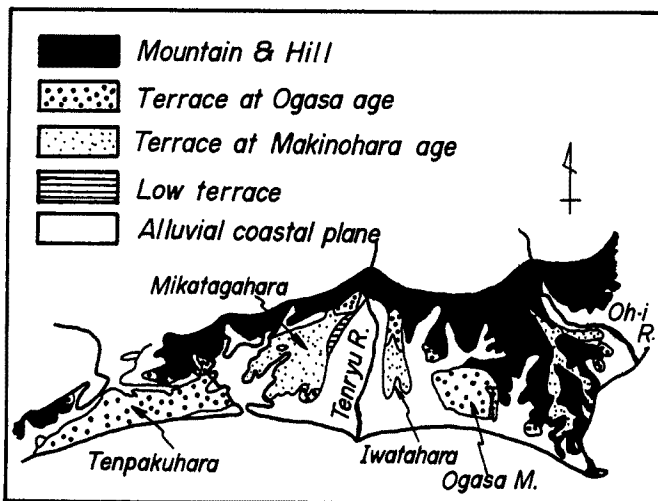 Mountain & Hill
Terrace at Ogasa age
Terrace at Makinohara age
Low terrace
Alluvial coastal plane
Mikatagahara
Oh-i
R.
Tenryu R.
Tenpakuhara
Iwatahara
Ogasa M.